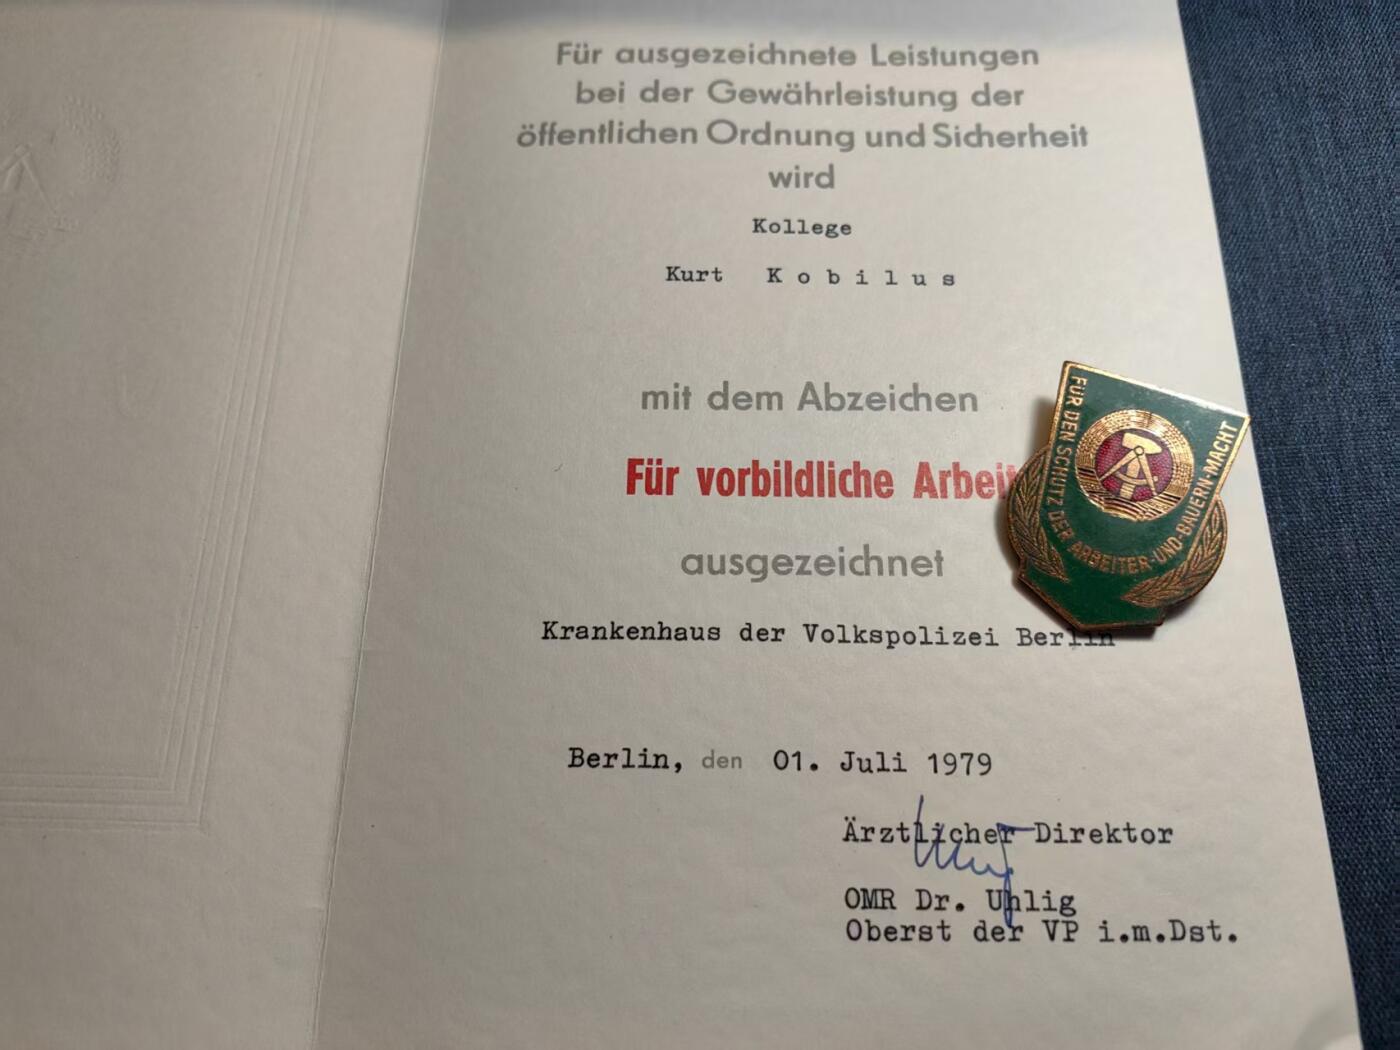 Für ausgezeichnete Leistungen
bei der Gewährleistung der
öffentlichen Ordnung und Sicherheit
wird
Kollege
Kurt Kobilus
mit dem Abzeichen
Für vorbildliche Arbeit
ausgezeichnet
Krankenhaus der Volkspolizei Berlin
Berlin, den 01. Juli 1979
Ärztlicher Direktor
OMR Dr. Uhlig
Oberst der VP i.m.Dst.
FÜR DEN SCHUTZ DER ARBEITER-UND-BAUERN-MACHT